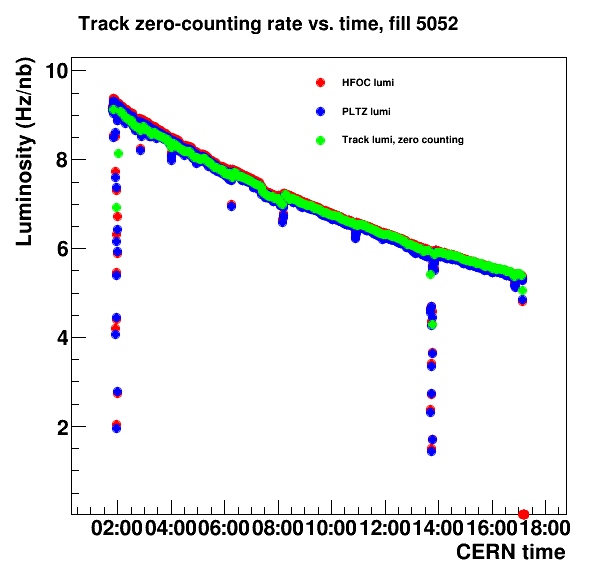 Track zero-counting rate vs. time, fill 5052
Luminosity (Hz/nb)
10
8
6
4
2
HFOC lumi
PLTZ lumi
Track lumi, zero counting
02:00 04:00 06:00 08:00 10:00 12:00 14:00 16:00 18:00
CERN time